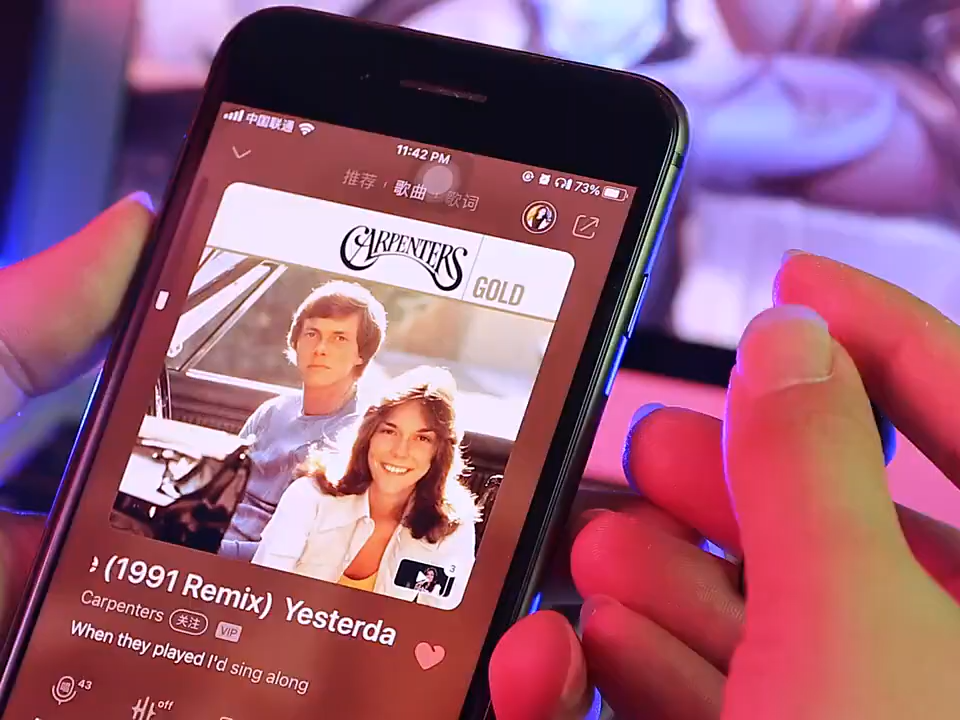 中国联通
11:42 PM
73%
推荐 歌曲 歌词
CARPENTERS
GOLD
3
(1991 Remix) Yesterda
Carpenters 关注 VIP
When they played I'd sing along
43
off